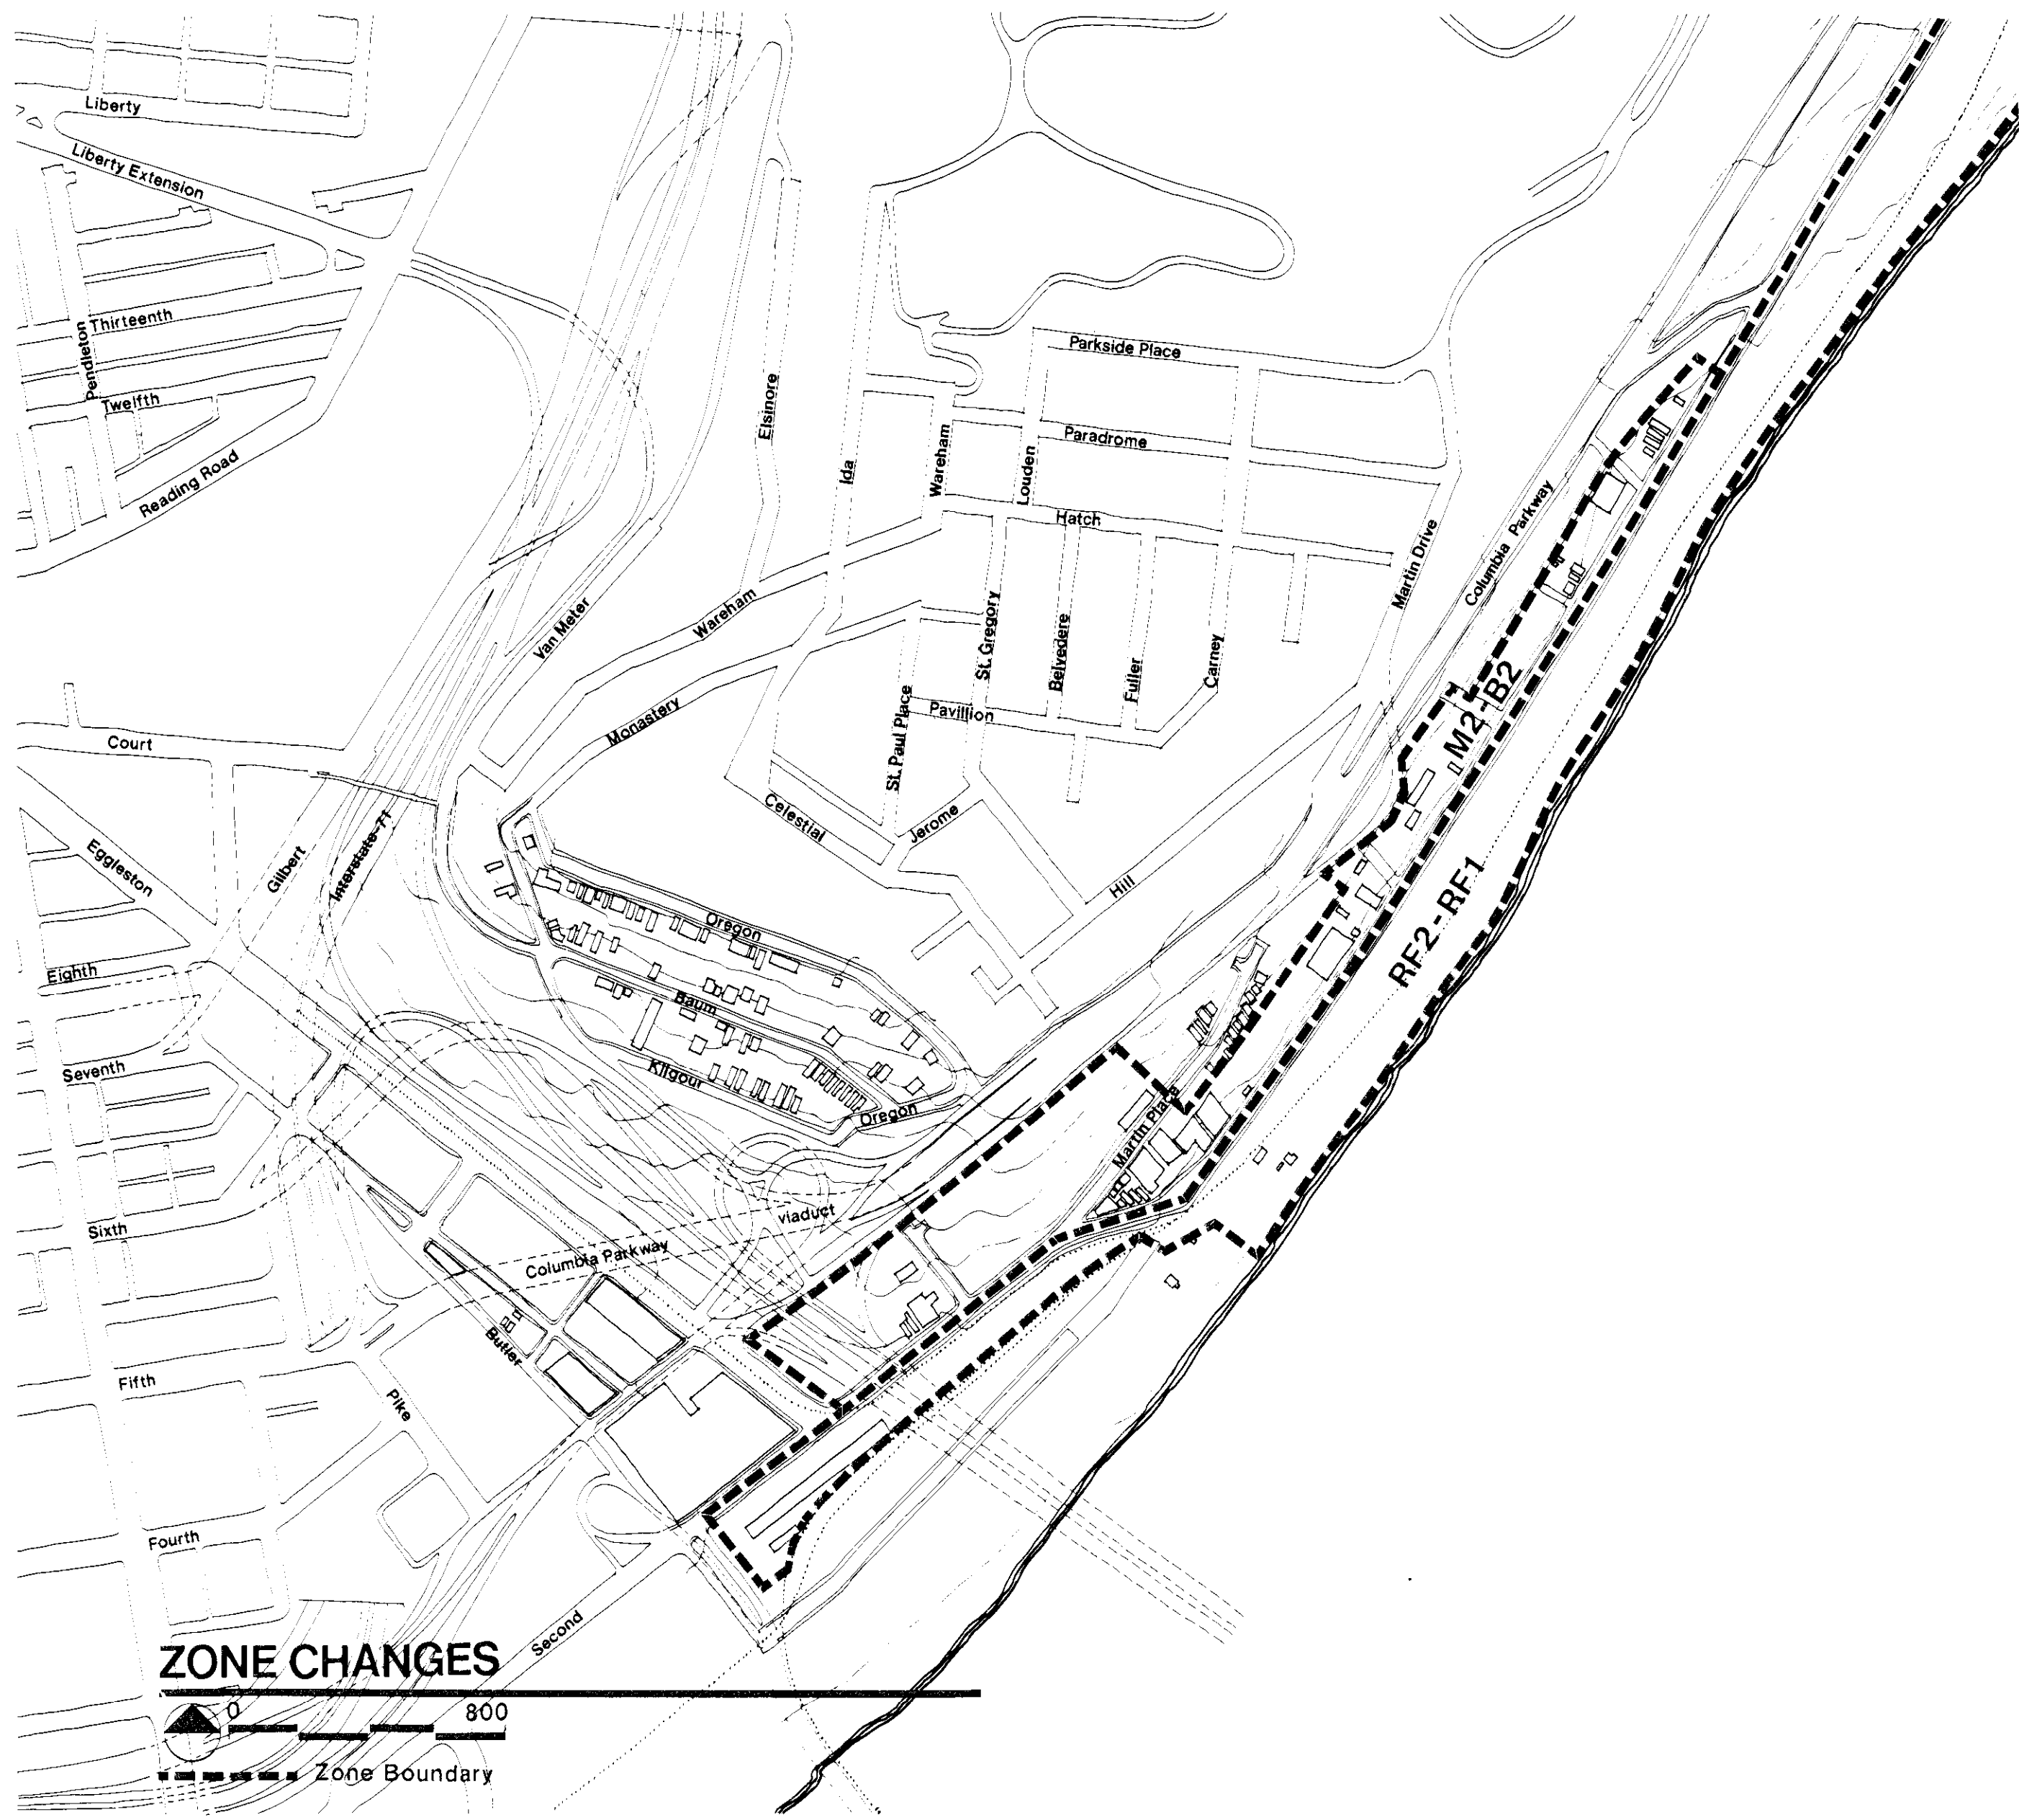 Liberty
Liberty Extension
Thirteenth
Pendleton
Twelfth
Reading Road
Elsinore
Ida
Wareham
Louden
Parkside Place
Paradrome
Hatch
Martin Drive
Columbia Parkway
Van Meter
Wareham
St. Gregory
Belvedere
Fuller
Carney
Monastery
St. Paul Place
Pavillion
M2-B2
Court
Celestial
Jerome
Eggleston
Gilbert
Interstate-71
Hill
RF2-RF1
Oregon
Eighth
Baum
Seventh
Kilgour
Oregon
Martin Place
Sixth
viaduct
Columbia Parkway
Butler
Fifth
Pike
Fourth
Second
ZONE CHANGES
0 800
Zone Boundary